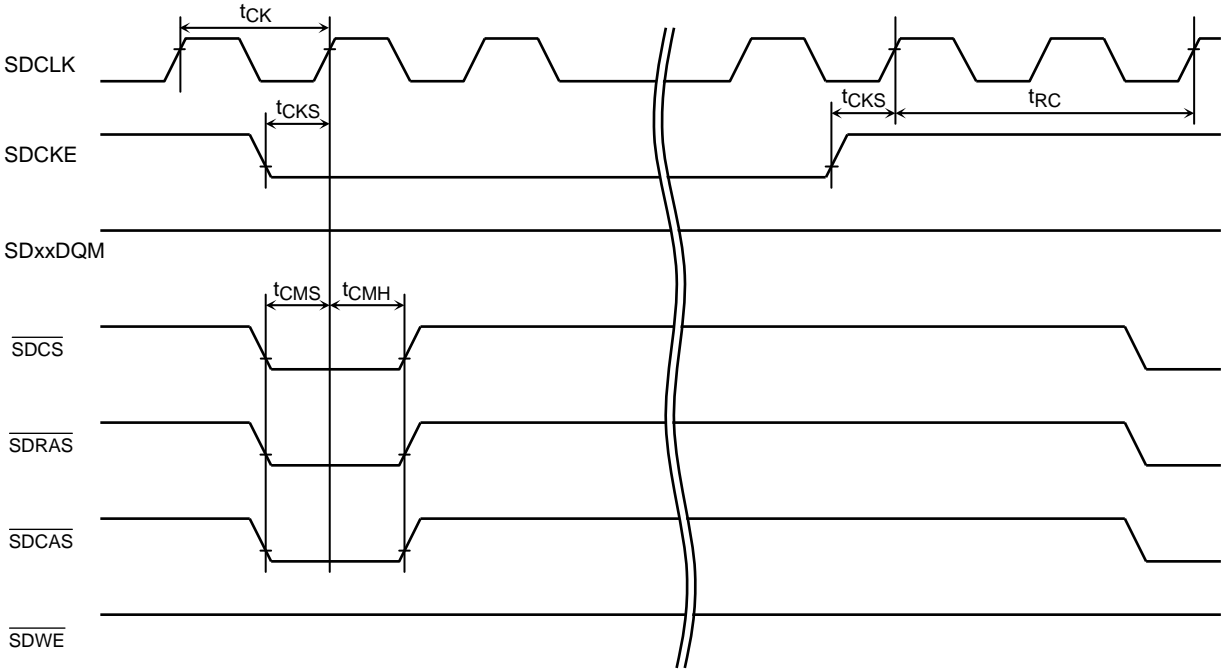 tCK
SDCLK
tCKS
tCKS
tRC
SDCKE
SDxxDQM
tCMS
tCMH
SDCS
SDRAS
SDCAS
SDWE